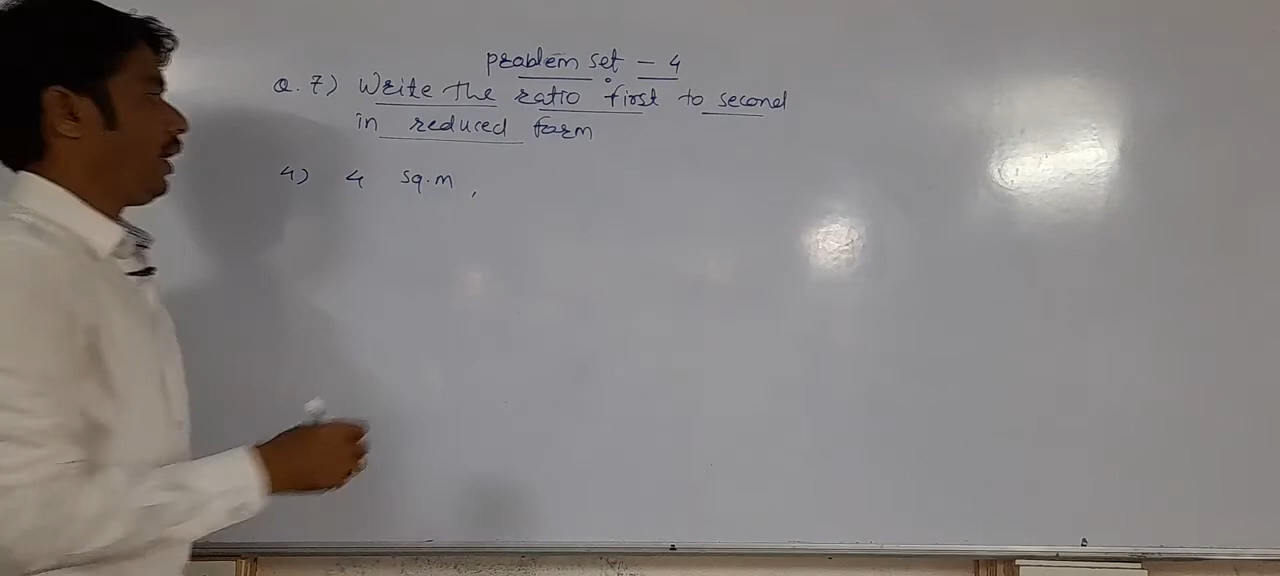 problem set - 4
Q. 7) Write the ratio first to second
in reduced form
4) 4 sq.m ,